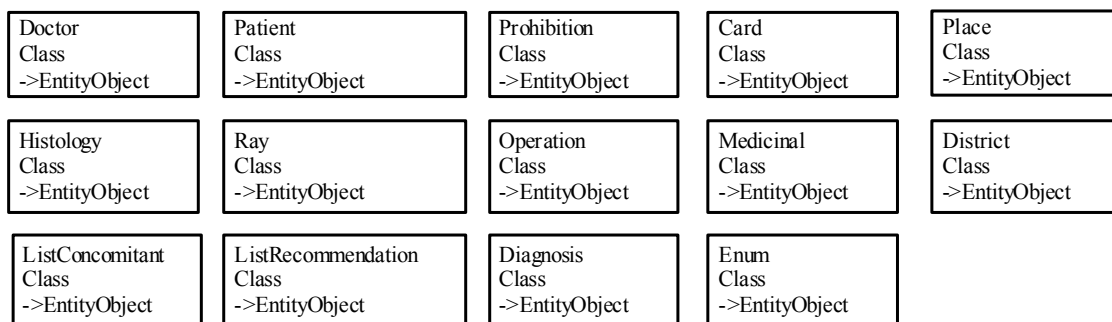 Doctor
Class
->EntityObject
Patient
Class
->EntityObject
Prohibition
Class
->EntityObject
Card
Class
->EntityObject
Place
Class
->EntityObject
Histology
Class
->EntityObject
Ray
Class
->EntityObject
Operation
Class
->EntityObject
Medicinal
Class
->EntityObject
District
Class
->EntityObject
ListConcomitant
Class
->EntityObject
ListRecommendation
Class
->EntityObject
Diagnosis
Class
->EntityObject
Enum
Class
->EntityObject